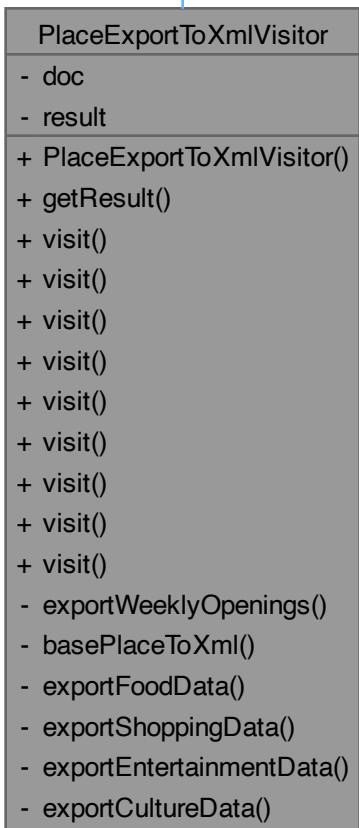 PlaceExportToXmlVisitor
- doc
- result
+ PlaceExportToXmlVisitor()
+ getResult()
+ visit()
+ visit()
+ visit()
+ visit()
+ visit()
+ visit()
+ visit()
+ visit()
+ visit()
- exportWeeklyOpenings()
- basePlaceToXml()
- exportFoodData()
- exportShoppingData()
- exportEntertainmentData()
- exportCultureData()